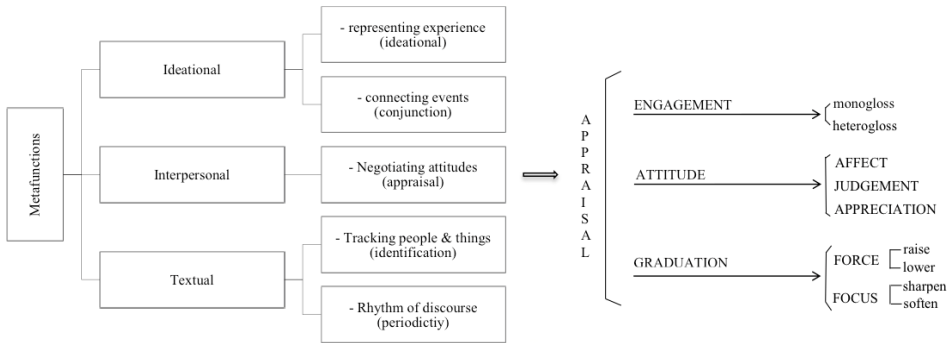 Metafunctions
Ideational
- representing experience
(ideational)
- connecting events
(conjunction)
Interpersonal
- Negotiating attitudes
(appraisal)
Textual
- Tracking people & things
(identification)
- Rhythm of discourse
(periodictiy)
APPRAISAL
ENGAGEMENT
monogloss
heterogloss
ATTITUDE
AFFECT
JUDGEMENT
APPRECIATION
GRADUATION
FORCE
raise
lower
FOCUS
sharpen
soften